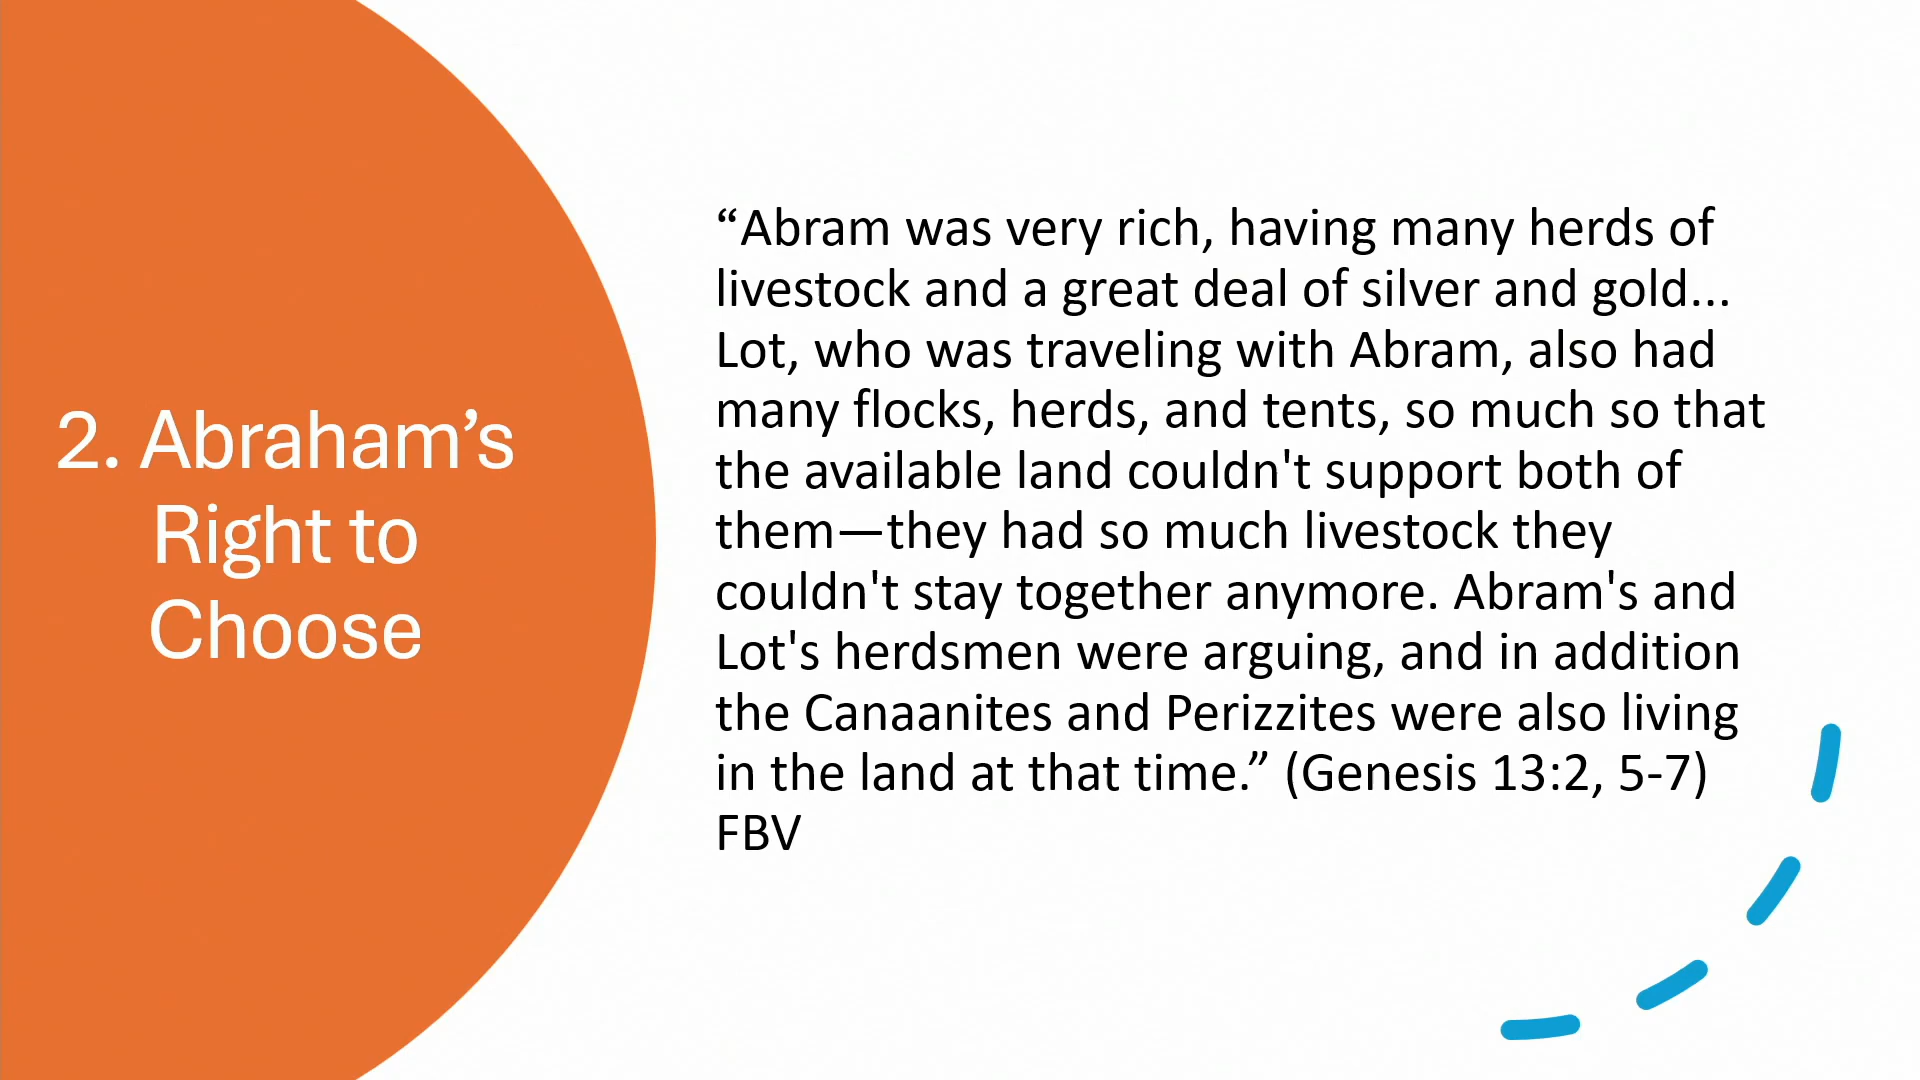 2. Abraham’s
Right to
Choose
“Abram was very rich, having many herds of
livestock and a great deal of silver and gold...
Lot, who was traveling with Abram, also had
many flocks, herds, and tents, so much so that
the available land couldn't support both of
them—they had so much livestock they
couldn't stay together anymore. Abram's and
Lot's herdsmen were arguing, and in addition
the Canaanites and Perizzites were also living
in the land at that time.” (Genesis 13:2, 5-7)
FBV